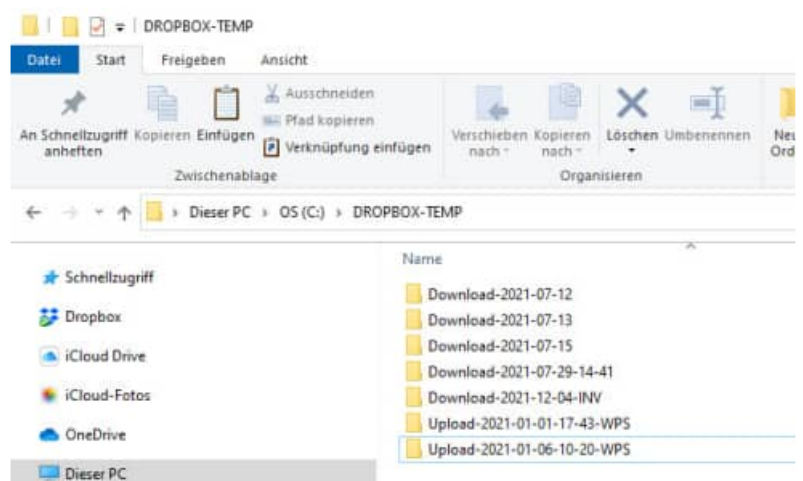 DROPBOX-TEMP
Datei Start Freigeben Ansicht
An Schnellzugriff anheften
Kopieren
Einfügen
Ausschneiden
Pfad kopieren
Verknüpfung einfügen
Zwischenablage
Verschieben nach
Kopieren nach
Löschen
Umbenennen
Organisieren
Dieser PC > OS (C:) > DROPBOX-TEMP
Schnellzugriff
Dropbox
iCloud Drive
iCloud-Fotos
OneDrive
Dieser PC
Name
Download-2021-07-12
Download-2021-07-13
Download-2021-07-15
Download-2021-07-29-14-41
Download-2021-12-04-INV
Upload-2021-01-01-17-43-WPS
Upload-2021-01-06-10-20-WPS